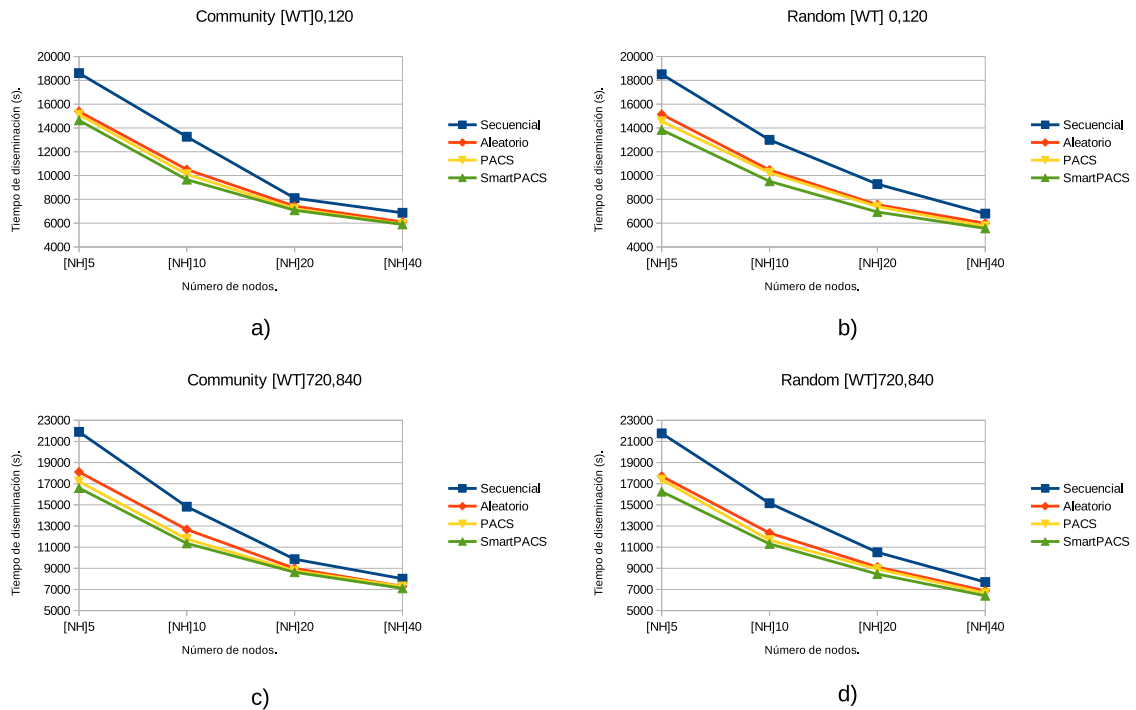 Community [WT]0,120
Tiempo de diseminación (s).
20000
18000
16000
14000
12000
10000
8000
6000
4000
[NH]5 [NH]10 [NH]20 [NH]40
Número de nodos.
Secuencial
Aleatorio
PACS
SmartPACS
a)
Random [WT] 0,120
Tiempo de diseminación (s).
20000
18000
16000
14000
12000
10000
8000
6000
4000
[NH]5 [NH]10 [NH]20 [NH]40
Número de nodos.
Secuencial
Aleatorio
PACS
SmartPACS
b)
Community [WT]720,840
Tiempo de diseminación (s).
23000
21000
19000
17000
15000
13000
11000
9000
7000
5000
[NH]5 [NH]10 [NH]20 [NH]40
Número de nodos.
Secuencial
Aleatorio
PACS
SmartPACS
c)
Random [WT]720,840
Tiempo de diseminación (s).
23000
21000
19000
17000
15000
13000
11000
9000
7000
5000
[NH]5 [NH]10 [NH]20 [NH]40
Número de nodos.
Secuencial
Aleatorio
PACS
SmartPACS
d)